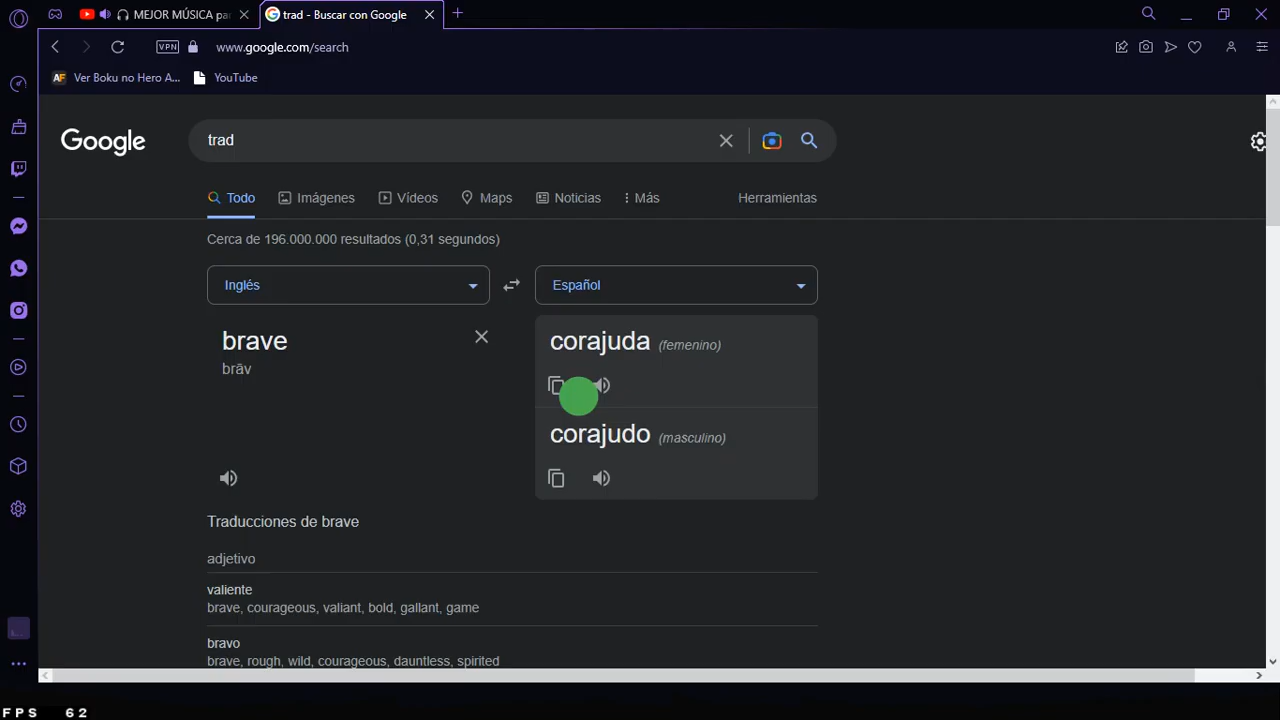 MEJOR MÚSICA par
trad - Buscar con Google
VPN
www.google.com/search
AF Ver Boku no Hero A...
YouTube
Google
trad
Todo
Imágenes
Vídeos
Maps
Noticias
Más
Herramientas
Cerca de 196.000.000 resultados (0,31 segundos)
Inglés
Español
brave
brāv
corajuda (femenino)
corajudo (masculino)
Traducciones de brave
adjetivo
valiente
brave, courageous, valiant, bold, gallant, game
bravo
brave, rough, wild, courageous, dauntless, spirited
FPS 62